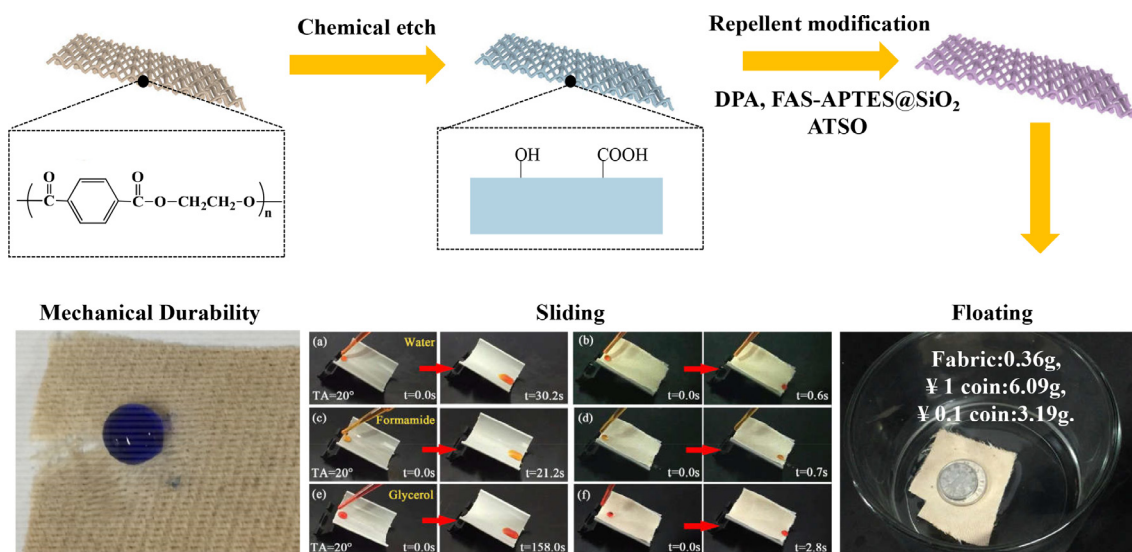 Chemical etch
Repellent modification
DPA, FAS-APTES@SiO₂
ATSO
OH
COOH
O
O
( C C O CH₂CH₂ O )n
Mechanical Durability
Sliding
Floating
(a)
Water
TA=20°
t=0.0s
t=30.2s
(b)
t=0.0s
t=0.6s
(c)
Formamide
TA=20°
t=0.0s
t=21.2s
(d)
t=0.0s
t=0.7s
(e)
Glycerol
TA=20°
t=0.0s
t=158.0s
(f)
t=0.0s
t=2.8s
Fabric:0.36g,
¥ 1 coin:6.09g,
¥ 0.1 coin:3.19g.